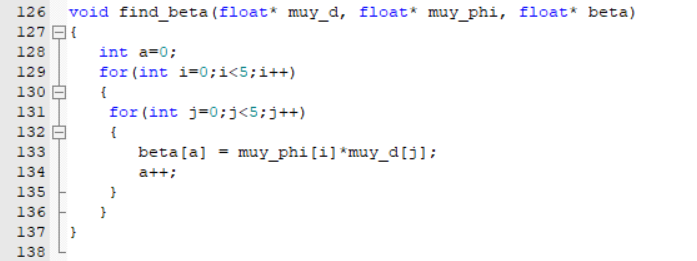 126 void find_beta(float* muy_d, float* muy_phi, float* beta)
127 {
128 int a=0;
129 for(int i=0;i<5;i++)
130 {
131 for(int j=0;j<5;j++)
132 {
133 beta[a] = muy_phi[i]*muy_d[j];
134 a++;
135 }
136 }
137 }
138